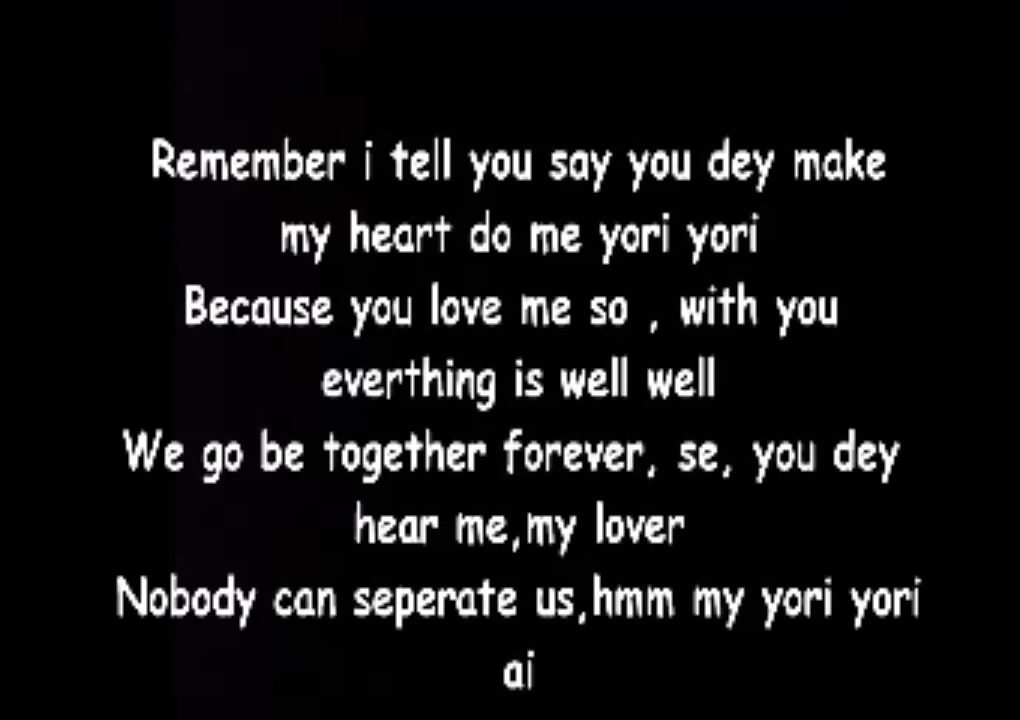 Remember i tell you say you dey make
my heart do me yori yori
Because you love me so , with you
everthing is well well
We go be together forever, se, you dey
hear me,my lover
Nobody can seperate us,hmm my yori yori
ai